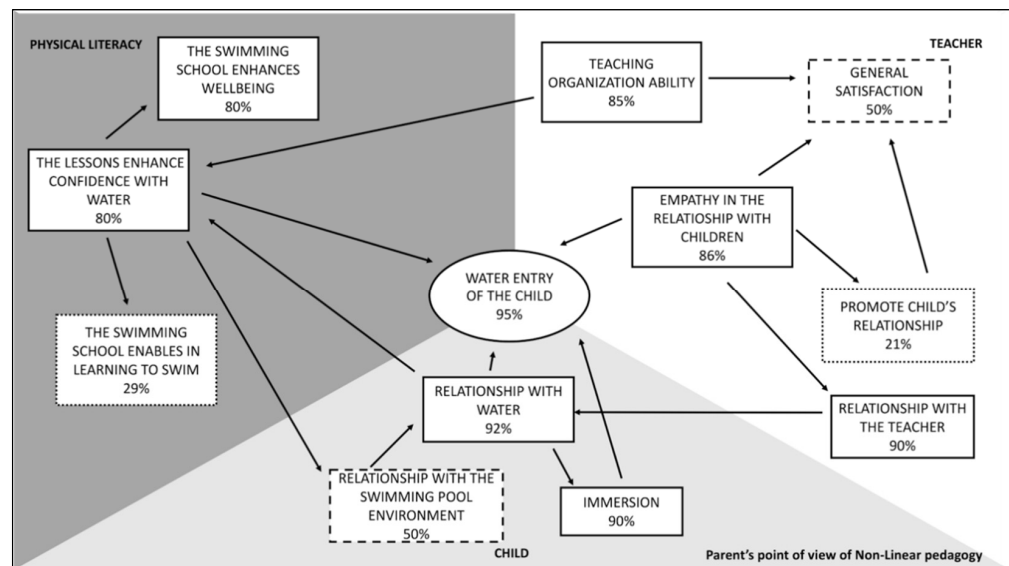 PHYSICAL LITERACY
THE SWIMMING
SCHOOL ENHANCES
WELLBEING
80%
TEACHING
ORGANIZATION ABILITY
85%
TEACHER
GENERAL
SATISFACTION
50%
THE LESSONS ENHANCE
CONFIDENCE WITH
WATER
80%
EMPATHY IN THE
RELATIOSHIP WITH
CHILDREN
86%
WATER ENTRY
OF THE CHILD
95%
PROMOTE CHILD'S
RELATIONSHIP
21%
THE SWIMMING
SCHOOL ENABLES IN
LEARNING TO SWIM
29%
RELATIONSHIP WITH
WATER
92%
RELATIONSHIP WITH
THE TEACHER
90%
RELATIONSHIP WITH THE
SWIMMING POOL
ENVIRONMENT
50%
IMMERSION
90%
CHILD
Parent's point of view of Non-Linear pedagogy